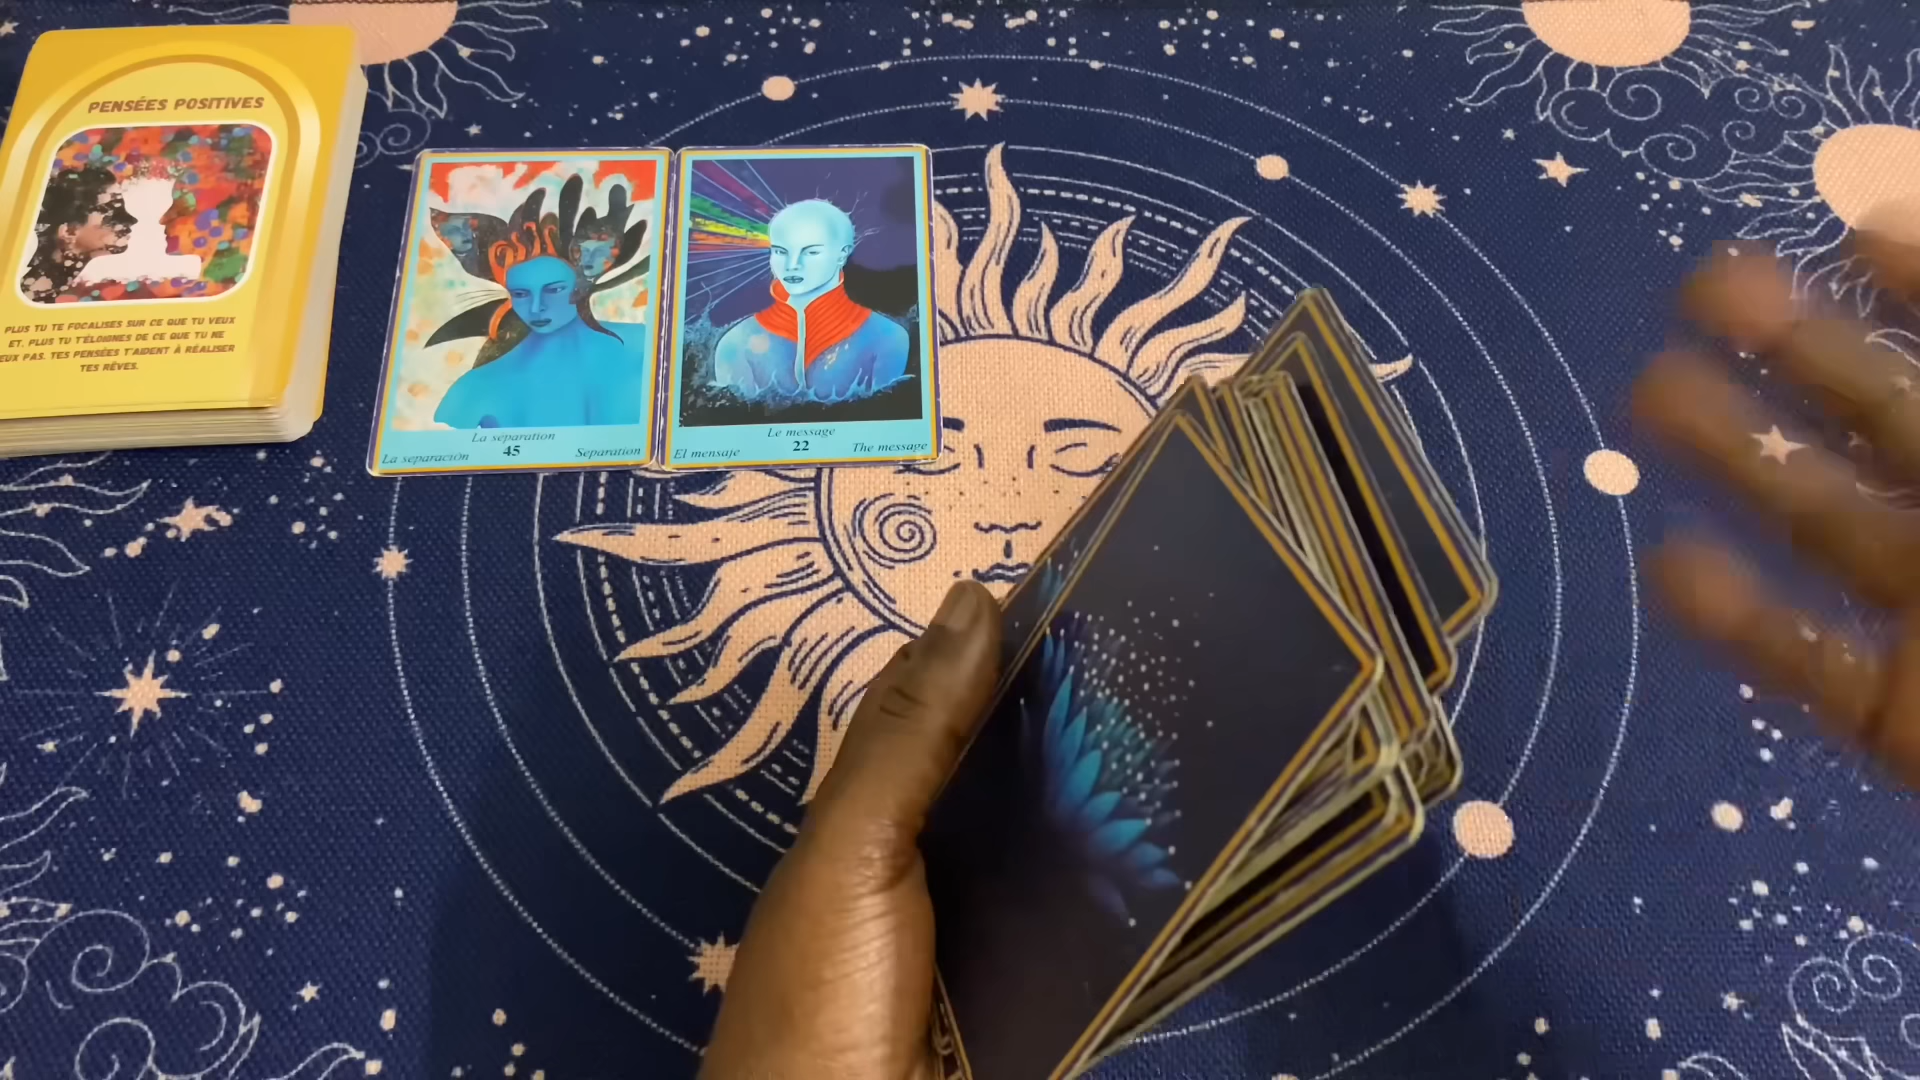 PENSÉES POSITIVES
PLUS TU TE FOCALISES SUR CE QUE TU VEUX
ET, PLUS TU T'ÉLOIGNES DE CE QUE TU NE
EUX PAS. TES PENSÉES T'AIDENT À RÉALISER
TES RÊVES.
La separation
La separación 45 Separation
Le message
El mensaje 22 The message